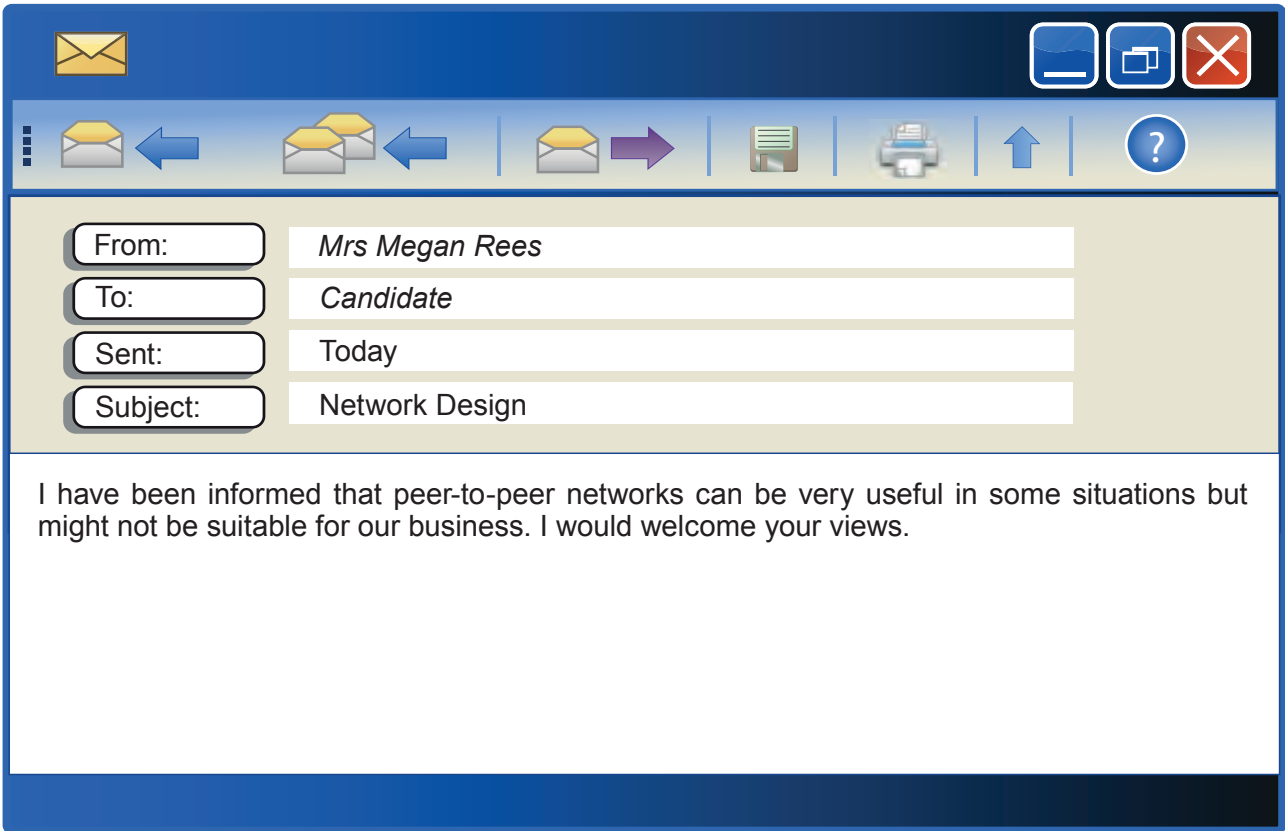 ?
From: Mrs Megan Rees
To: Candidate
Sent: Today
Subject: Network Design
I have been informed that peer-to-peer networks can be very useful in some situations but
might not be suitable for our business. I would welcome your views.